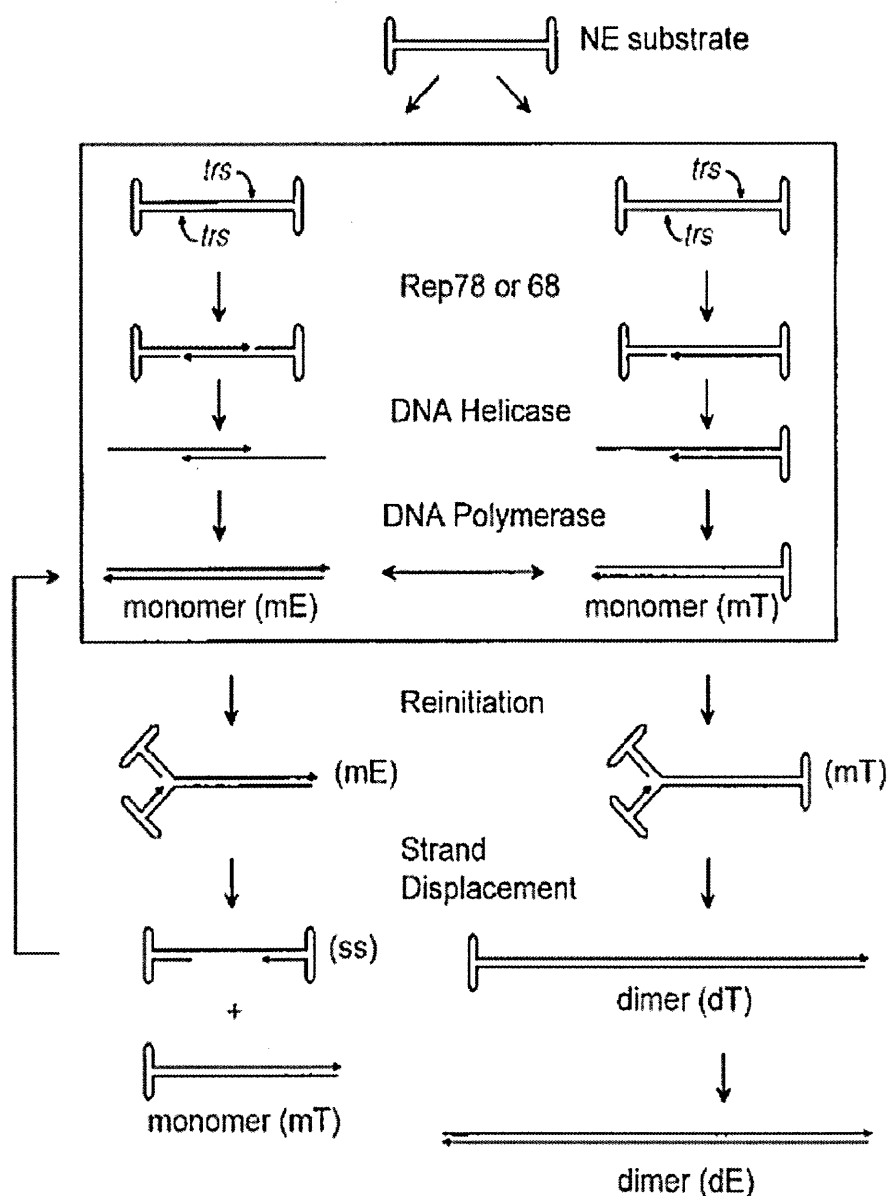 NE substrate
trs
trs
trs
trs
Rep78 or 68
DNA Helicase
DNA Polymerase
monomer (mE)
monomer (mT)
Reinitiation
(mE)
(mT)
Strand
Displacement
(ss)
+
monomer (mT)
dimer (dT)
dimer (dE)